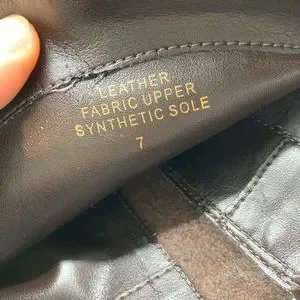 LEATHER
FABRIC UPPER
SYNTHETIC SOLE
7